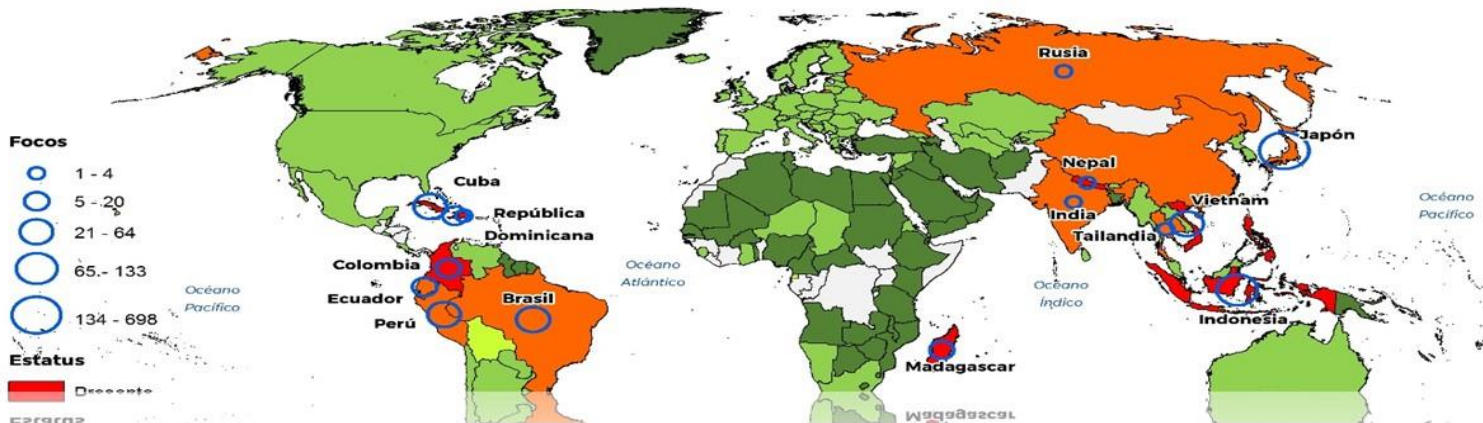 Rusia
Japón
Focos
1 - 4
5 - 20
21 - 64
65.- 133
134 - 698
Estatus
Cuba
República
Dominicana
Colombia
Ecuador
Perú
Brasil
Océano
Pacífico
Océano
Atlántico
Nepal
India
Tailandia
Vietnam
Océano
Pacífico
Océano
Índico
Indonesia
Madagascar